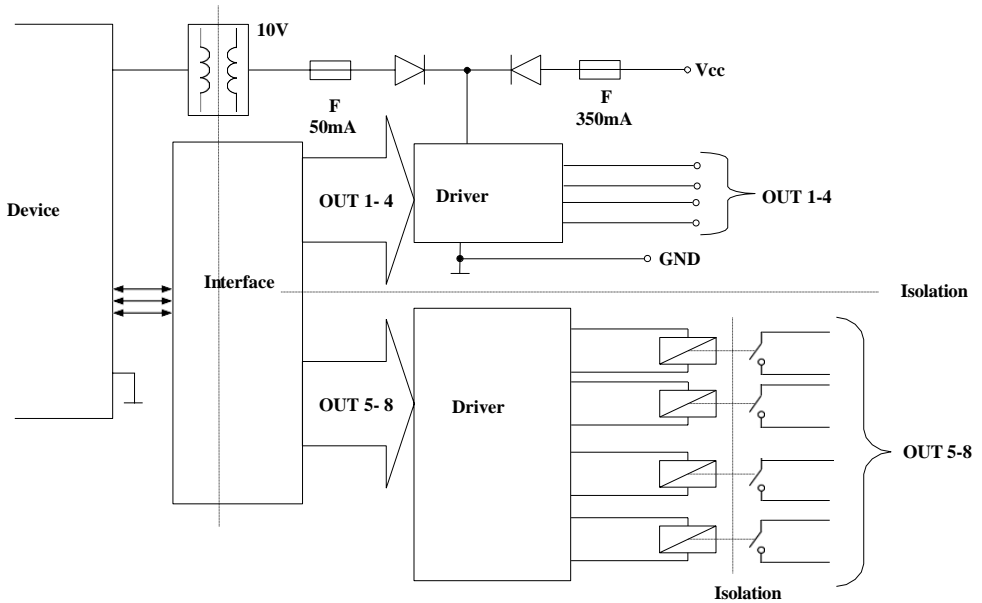 10V
Vcc
F
50mA
F
350mA
Device
OUT 1- 4
Driver
OUT 1-4
GND
Interface
Isolation
OUT 5- 8
Driver
OUT 5-8
Isolation